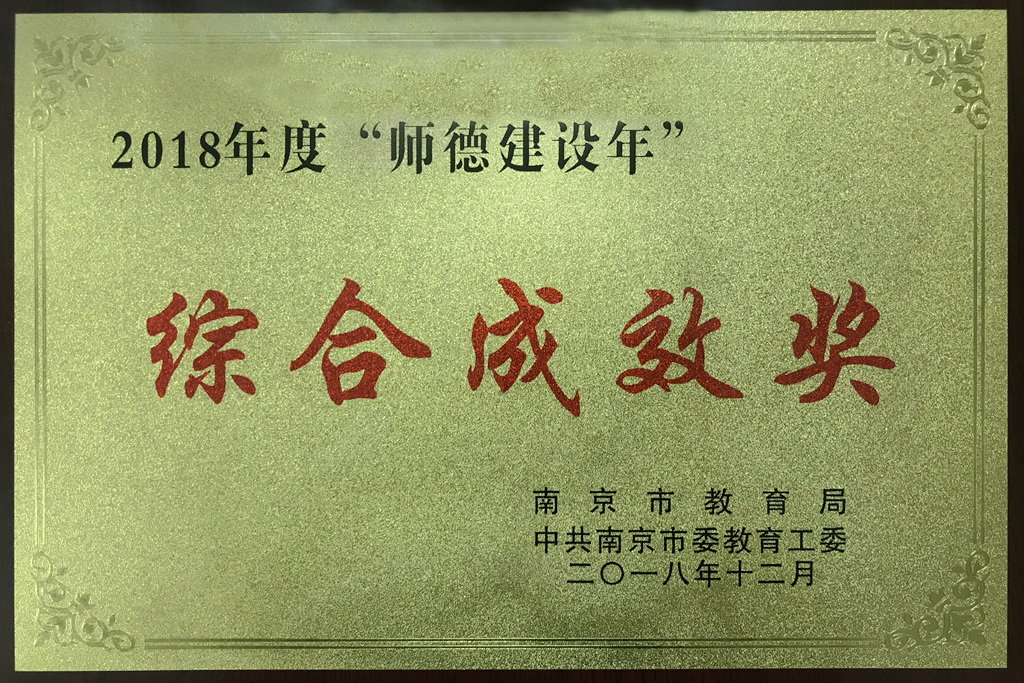 2018年度“师德建设年”
综合成效奖
南京市教育局
中共南京市委教育工委
二〇一八年十二月